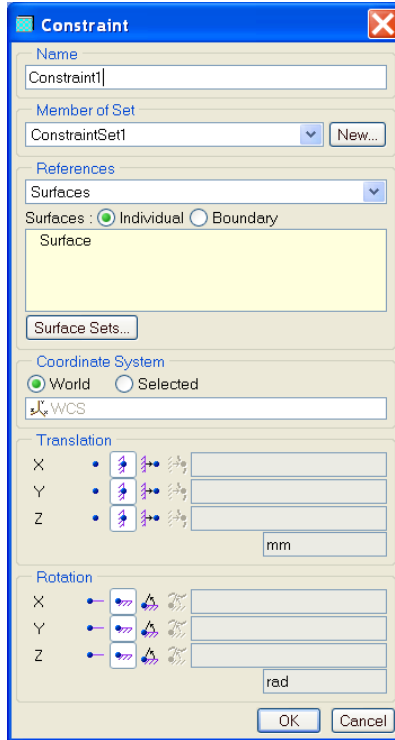 Constraint
Name
Constraint1
Member of Set
ConstraintSet1 New...
References
Surfaces
Surfaces : Individual Boundary
Surface
Surface Sets...
Coordinate System
World Selected
WCS
Translation
X
Y
Z
mm
Rotation
X
Y
Z
rad
OK Cancel